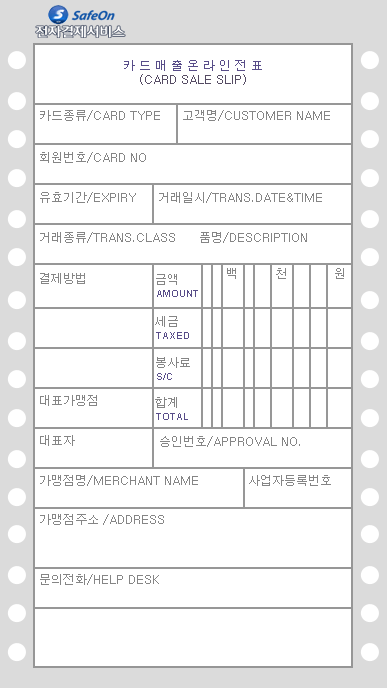 SafeOn
전자결제서비스
카드매출온라인전표
(CARD SALE SLIP)
카드종류/CARD TYPE 고객명/CUSTOMER NAME
회원번호/CARD NO
유효기간/EXPIRY 거래일시/TRANS.DATE&TIME
거래종류/TRANS.CLASS 품명/DESCRIPTION
결제방법 금액 백 천 원
AMOUNT
세금
TAXED
봉사료
S/C
대표가맹점 합계
TOTAL
대표자 승인번호/APPROVAL NO.
가맹점명/MERCHANT NAME 사업자등록번호
가맹점주소 /ADDRESS
문의전화/HELP DESK